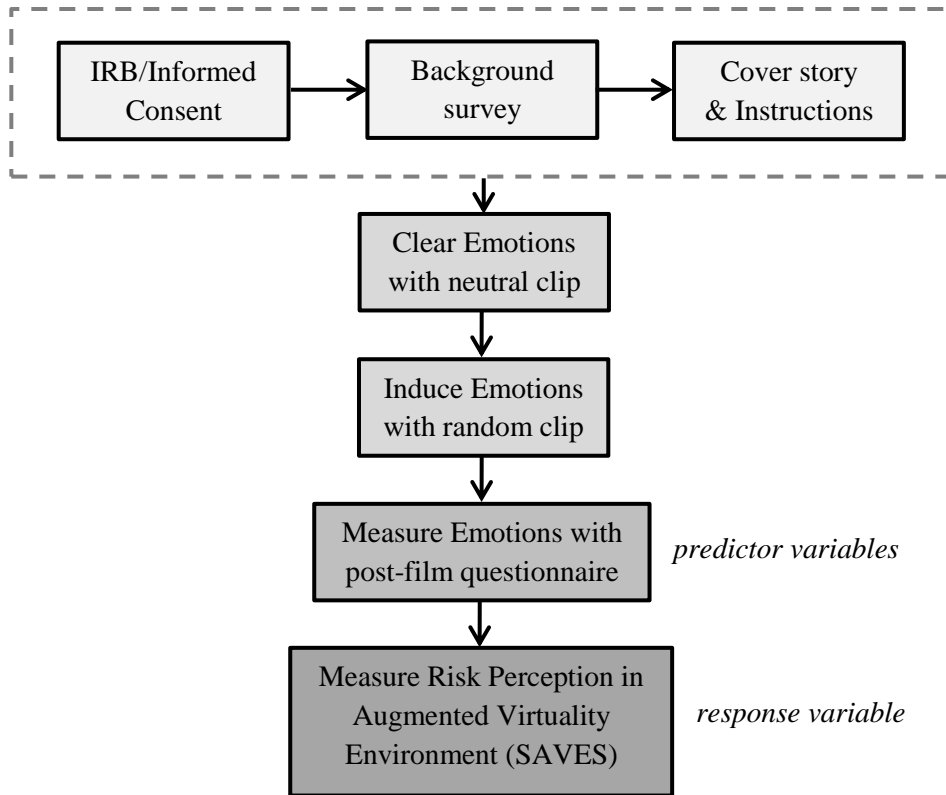 IRB/Informed
Consent
Background
survey
Cover story
& Instructions
Clear Emotions
with neutral clip
Induce Emotions
with random clip
Measure Emotions with
post-film questionnaire
predictor variables
Measure Risk Perception in
Augmented Virtuality
Environment (SAVES)
response variable